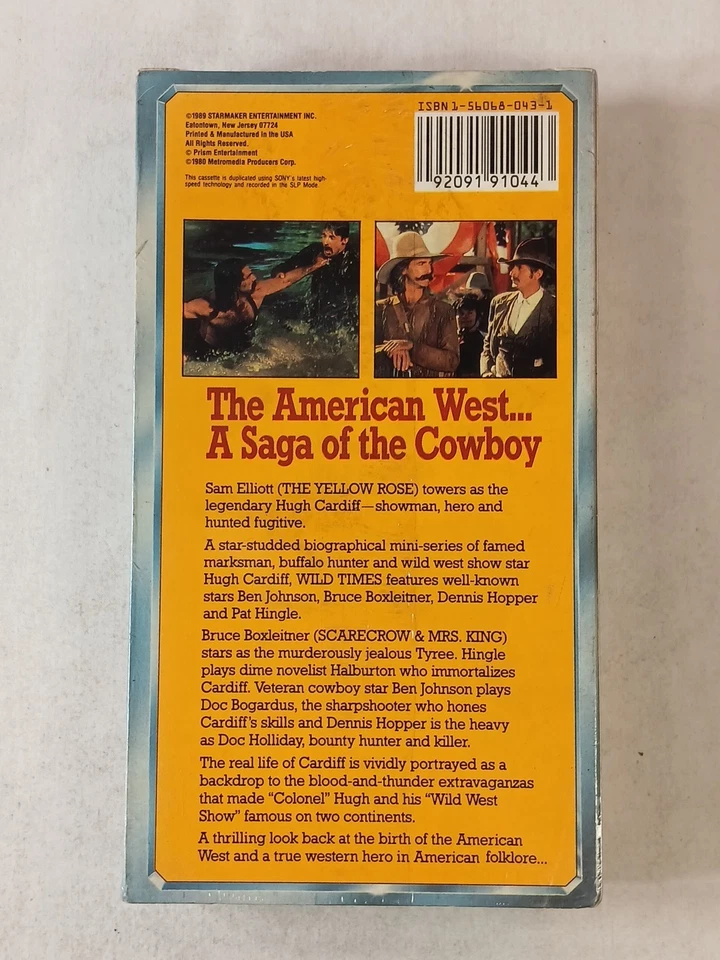 ©1989 STARMAKER ENTERTAINMENT INC.
Eatontown, New Jersey 07724
Printed & Manufactured in the USA
All Rights Reserved.
© Prism Entertainment
©1980 Metromedia Producers Corp.
This cassette is duplicated using SONY's latest high-
speed technology and recorded in the SLP Mode
ISBN 1-56068-043-1
92091 91044
The American West...
A Saga of the Cowboy
Sam Elliott (THE YELLOW ROSE) towers as the
legendary Hugh Cardiff—showman, hero and
hunted fugitive.
A star-studded biographical mini-series of famed
marksman, buffalo hunter and wild west show star
Hugh Cardiff, WILD TIMES features well-known
stars Ben Johnson, Bruce Boxleitner, Dennis Hopper
and Pat Hingle.
Bruce Boxleitner (SCARECROW & MRS. KING)
stars as the murderously jealous Tyree. Hingle
plays dime novelist Halburton who immortalizes
Cardiff. Veteran cowboy star Ben Johnson plays
Doc Bogardus, the sharpshooter who hones
Cardiff's skills and Dennis Hopper is the heavy
as Doc Holliday, bounty hunter and killer.
The real life of Cardiff is vividly portrayed as a
backdrop to the blood-and-thunder extravaganzas
that made "Colonel" Hugh and his "Wild West
Show" famous on two continents.
A thrilling look back at the birth of the American
West and a true western hero in American folklore...